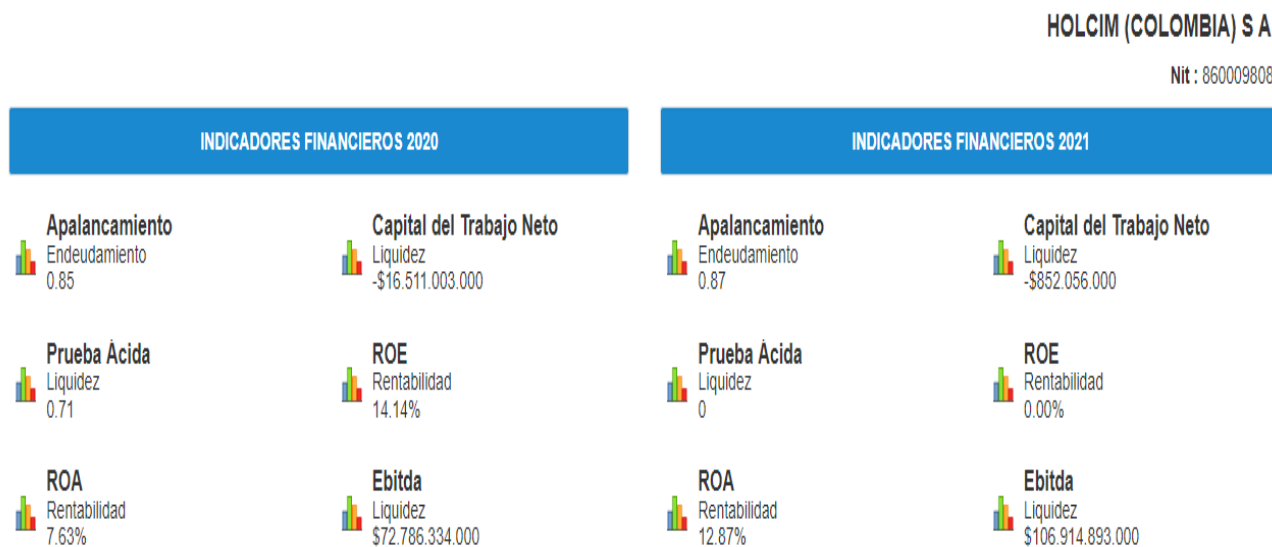 HOLCIM (COLOMBIA) S A
Nit : 860009808
INDICADORES FINANCIEROS 2020
Apalancamiento
Endeudamiento
0.85
Capital del Trabajo Neto
Liquidez
-$16.511.003.000
Prueba Ácida
Liquidez
0.71
ROE
Rentabilidad
14.14%
ROA
Rentabilidad
7.63%
Ebitda
Liquidez
$72.786.334.000
INDICADORES FINANCIEROS 2021
Apalancamiento
Endeudamiento
0.87
Capital del Trabajo Neto
Liquidez
-$852.056.000
Prueba Ácida
Liquidez
0
ROE
Rentabilidad
0.00%
ROA
Rentabilidad
12.87%
Ebitda
Liquidez
$106.914.893.000